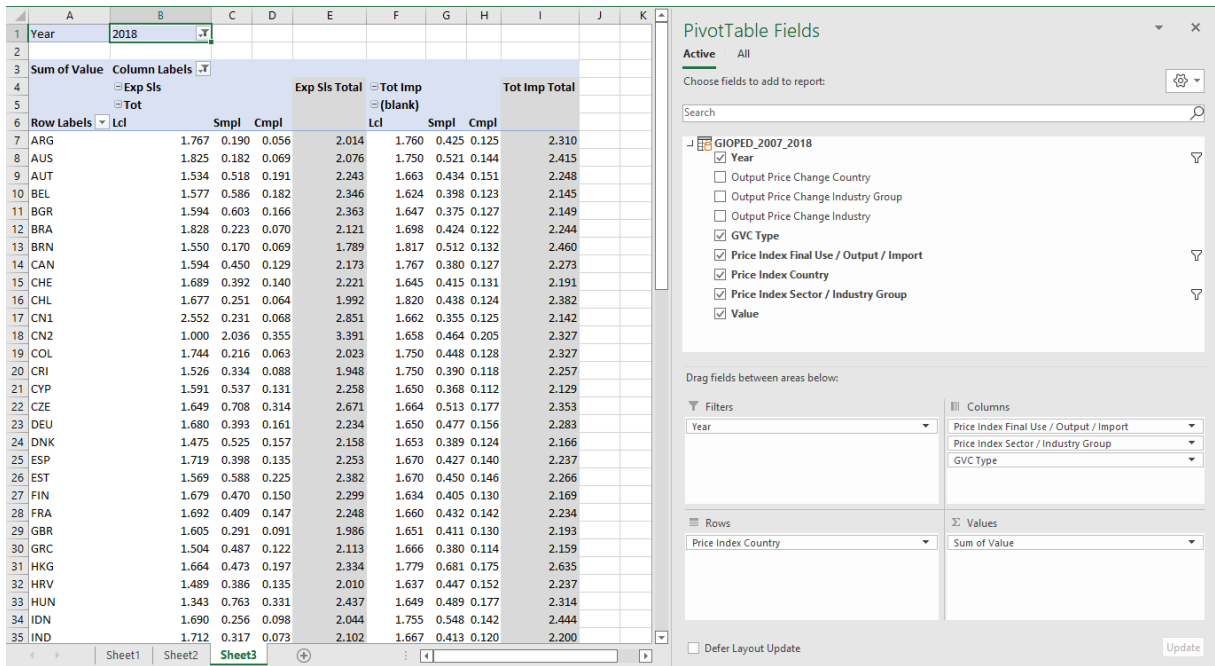 A B C D E F G H I J K
1 Year 2018
2
3 Sum of Value Column Labels
4 Exp Sls Exp Sls Total Tot Imp Tot Imp Total
5 Tot (blank)
6 Row Labels Lcl Smpl Cmpl Lcl Smpl Cmpl
7 ARG 1.767 0.190 0.056 2.014 1.760 0.425 0.125 2.310
8 AUS 1.825 0.182 0.069 2.076 1.750 0.521 0.144 2.415
9 AUT 1.534 0.518 0.191 2.243 1.663 0.434 0.151 2.248
10 BEL 1.577 0.586 0.182 2.346 1.624 0.398 0.123 2.145
11 BGR 1.594 0.603 0.166 2.363 1.647 0.375 0.127 2.149
12 BRA 1.828 0.223 0.070 2.121 1.698 0.424 0.122 2.244
13 BRN 1.550 0.170 0.069 1.789 1.817 0.512 0.132 2.460
14 CAN 1.594 0.450 0.129 2.173 1.767 0.380 0.127 2.273
15 CHE 1.689 0.392 0.140 2.221 1.645 0.415 0.131 2.191
16 CHL 1.677 0.251 0.064 1.992 1.820 0.438 0.124 2.382
17 CN1 2.552 0.231 0.068 2.851 1.662 0.355 0.125 2.142
18 CN2 1.000 2.036 0.355 3.391 1.658 0.464 0.205 2.327
19 COL 1.744 0.216 0.063 2.023 1.750 0.448 0.128 2.327
20 CRI 1.526 0.334 0.088 1.948 1.750 0.390 0.118 2.257
21 CYP 1.591 0.537 0.131 2.258 1.650 0.368 0.112 2.129
22 CZE 1.649 0.708 0.314 2.671 1.664 0.513 0.177 2.353
23 DEU 1.680 0.393 0.161 2.234 1.650 0.477 0.156 2.283
24 DNK 1.475 0.525 0.157 2.158 1.653 0.389 0.124 2.166
25 ESP 1.719 0.398 0.135 2.253 1.670 0.427 0.140 2.237
26 EST 1.569 0.588 0.225 2.382 1.670 0.450 0.146 2.266
27 FIN 1.679 0.470 0.150 2.299 1.634 0.405 0.130 2.169
28 FRA 1.692 0.409 0.147 2.248 1.660 0.432 0.142 2.234
29 GBR 1.605 0.291 0.091 1.986 1.651 0.411 0.130 2.193
30 GRC 1.504 0.487 0.122 2.113 1.666 0.380 0.114 2.159
31 HKG 1.664 0.473 0.197 2.334 1.779 0.681 0.175 2.635
32 HRV 1.489 0.386 0.135 2.010 1.637 0.447 0.152 2.237
33 HUN 1.343 0.763 0.331 2.437 1.649 0.489 0.177 2.314
34 IDN 1.690 0.256 0.098 2.044 1.755 0.548 0.142 2.444
35 IND 1.712 0.317 0.073 2.102 1.667 0.413 0.120 2.200
Sheet1 Sheet2 Sheet3
PivotTable Fields
Active All
Choose fields to add to report:
Search
GIOPED_2007_2018
Year
Output Price Change Country
Output Price Change Industry Group
Output Price Change Industry
GVC Type
Price Index Final Use / Output / Import
Price Index Country
Price Index Sector / Industry Group
Value
Drag fields between areas below:
Filters
Year
Columns
Price Index Final Use / Output / Import
Price Index Sector / Industry Group
GVC Type
Rows
Price Index Country
Σ Values
Sum of Value
Defer Layout Update
Update